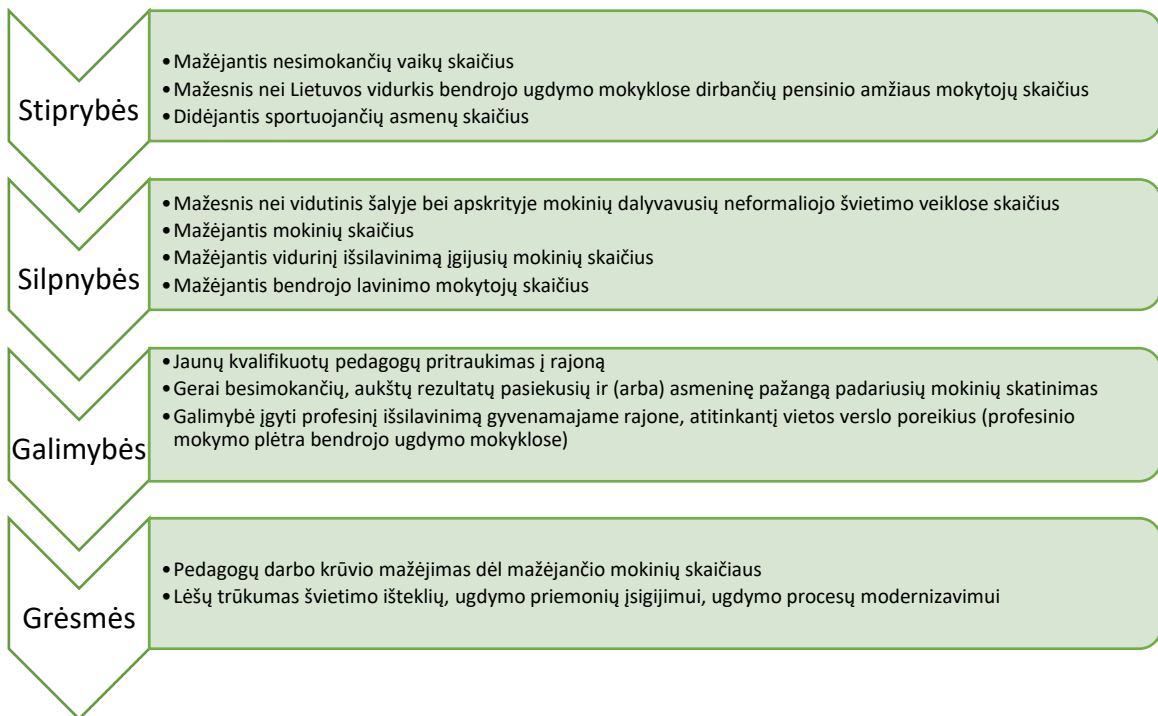 Stiprybės
•Mažėjantis nesimokančių vaikų skaičius
•Mažesnis nei Lietuvos vidurkis bendrojo ugdymo mokyklose dirbančių pensinio amžiaus mokytojų skaičius
•Didėjantis sportuojančių asmenų skaičius
Silpnybės
•Mažesnis nei vidutinis šalyje bei apskrityje mokinių dalyvavusių neformaliojo švietimo veiklose skaičius
•Mažėjantis mokinių skaičius
•Mažėjantis vidurinį išsilavinimą įgijusių mokinių skaičius
•Mažėjantis bendrojo lavinimo mokytojų skaičius
Galimybės
•Jaunų kvalifikuotų pedagogų pritraukimas į rajoną
•Gerai besimokančių, aukštų rezultatų pasiekusių ir (arba) asmeninę pažangą padariusių mokinių skatinimas
•Galimybė įgyti profesinį išsilavinimą gyvenamajame rajone, atitinkantį vietos verslo poreikius (profesinio
mokymo plėtra bendrojo ugdymo mokyklose)
Grėsmės
•Pedagogų darbo krūvio mažėjimas dėl mažėjančio mokinių skaičiaus
•Lėšų trūkumas švietimo išteklių, ugdymo priemonių įsigijimui, ugdymo procesų modernizavimui